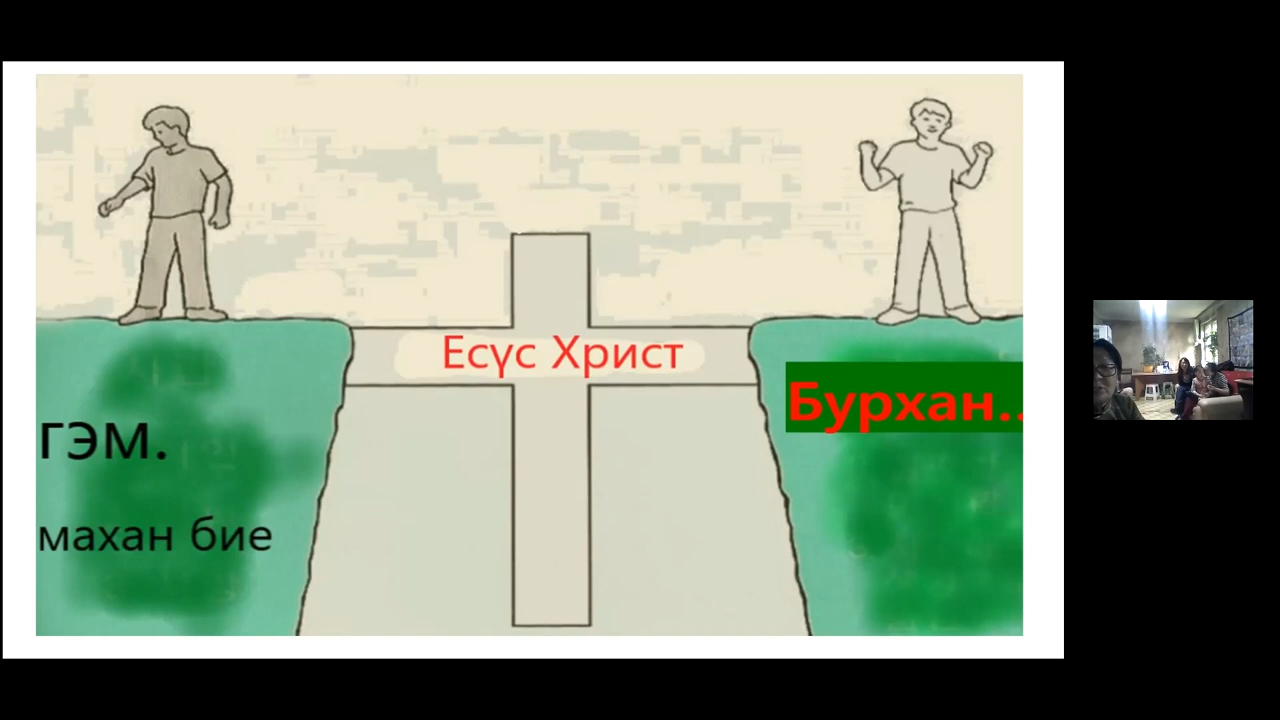 Есүс Христ
Бурхан..
гэм.
махан бие